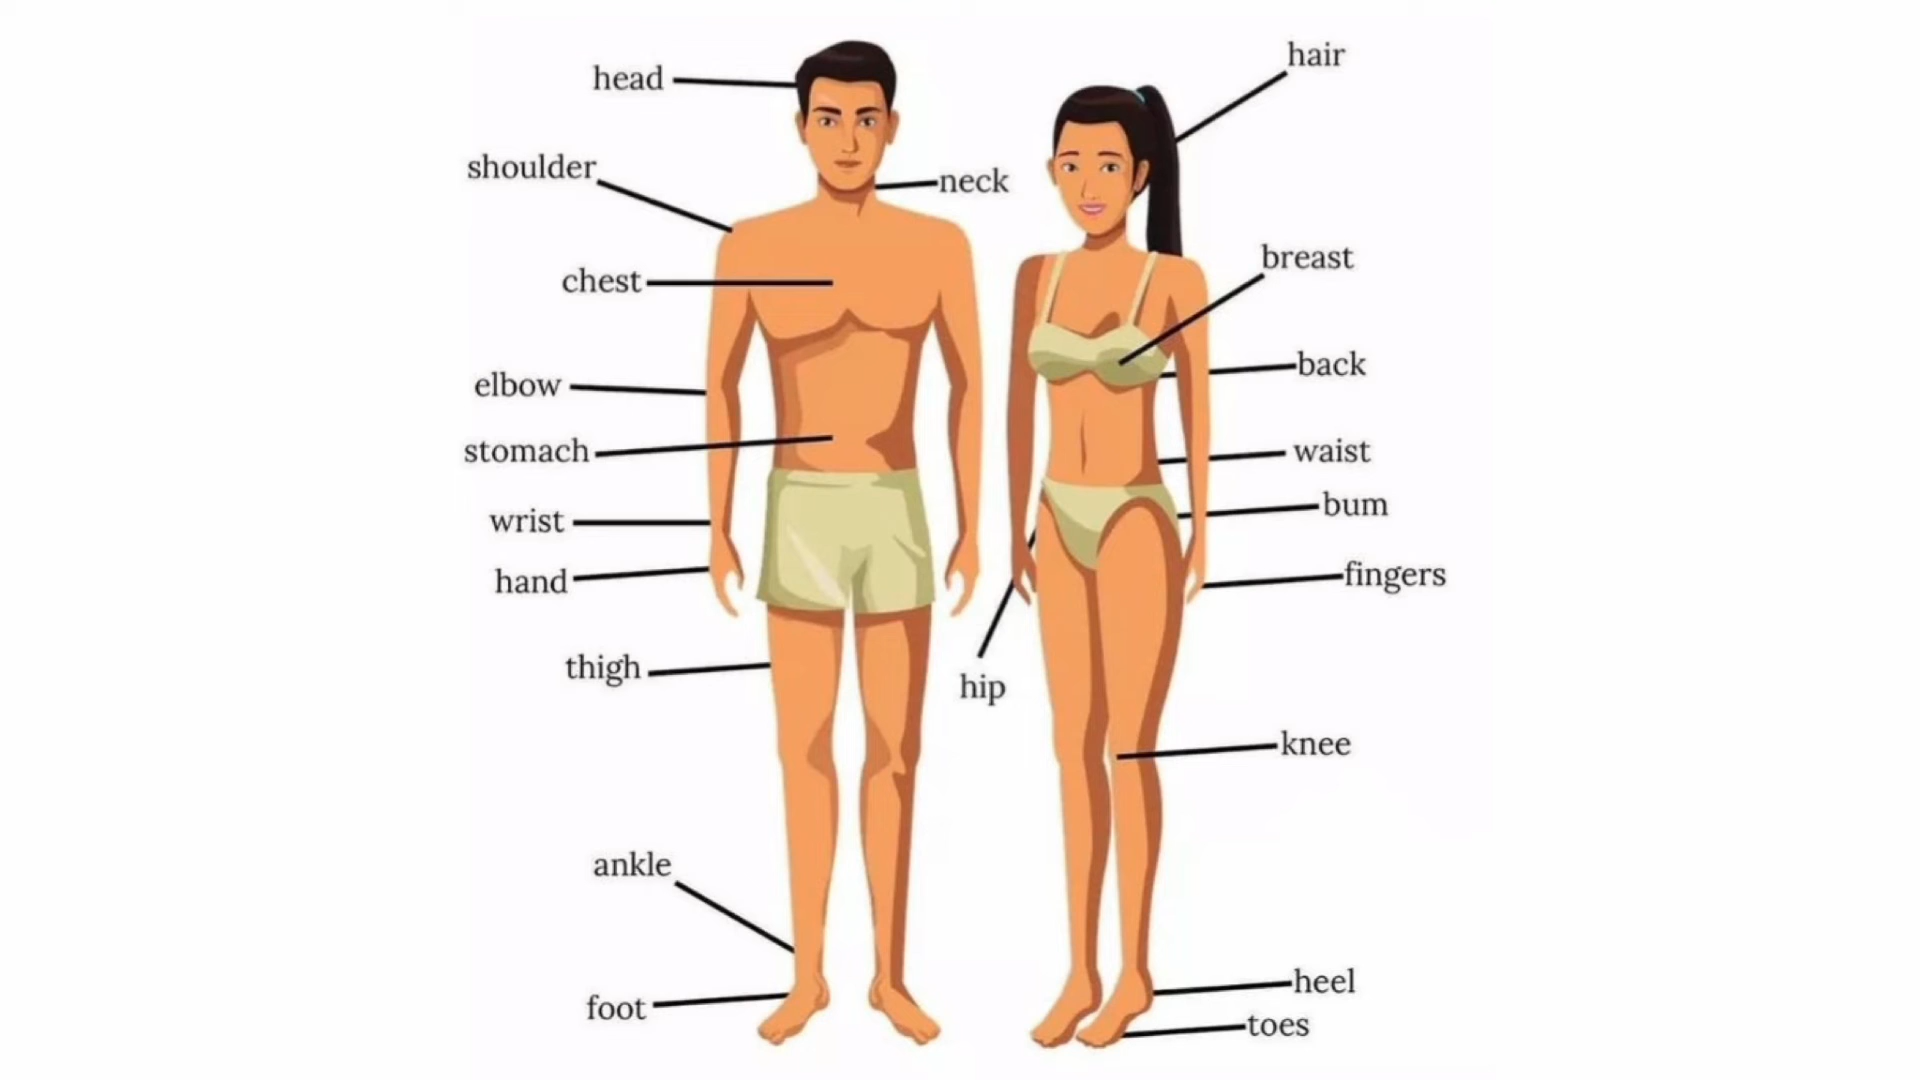 head
hair
shoulder
neck
breast
chest
back
elbow
stomach
waist
bum
wrist
hand
fingers
thigh
hip
knee
ankle
heel
foot
toes